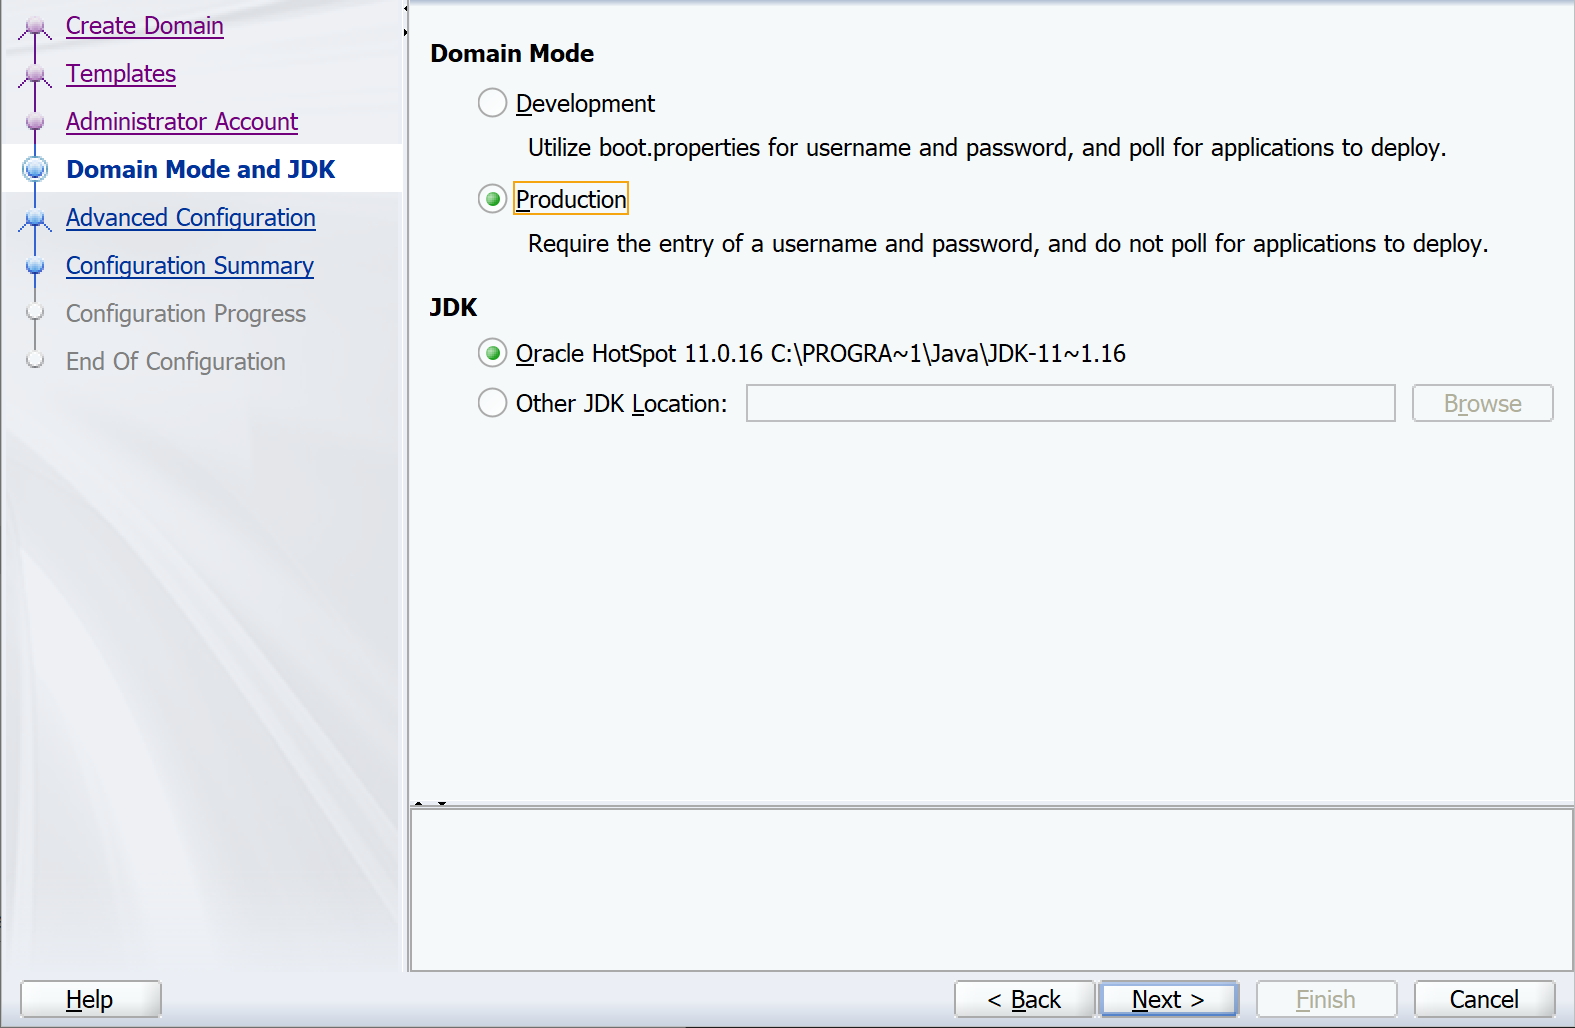 Create Domain
Templates
Administrator Account
Domain Mode and JDK
Advanced Configuration
Configuration Summary
Configuration Progress
End Of Configuration
Domain Mode
Development
Utilize boot.properties for username and password, and poll for applications to deploy.
Production
Require the entry of a username and password, and do not poll for applications to deploy.
JDK
Oracle HotSpot 11.0.16 C:\PROGRA~1\Java\JDK-11~1.16
Other JDK Location:
Browse
Help
< Back
Next >
Finish
Cancel